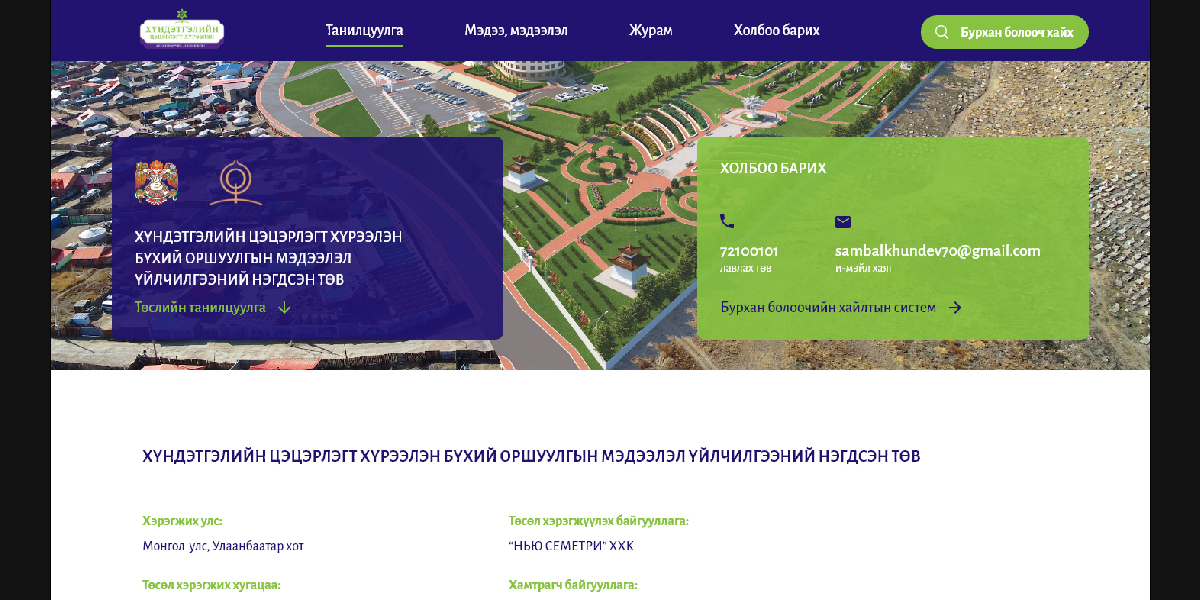 ХҮНДЭТГЭЛИЙН
ЦЭЦЭРЛЭГТ ХҮРЭЭЛЭН
Танилцуулга
Мэдээ, мэдээлэл
Журам
Холбоо барих
Бурхан болооч хайх
ХҮНДЭТГЭЛИЙН ЦЭЦЭРЛЭГТ ХҮРЭЭЛЭН
БҮХИЙ ОРШУУЛГЫН МЭДЭЭЛЭЛ
ҮЙЛЧИЛГЭЭНИЙ НЭГДСЭН ТӨВ
Төслийн танилцуулга
ХОЛБОО БАРИХ
72100101
лавлах төв
sambalkhundev70@gmail.com
и-мэйл хаяг
Бурхан болоочийн хайлтын систем
ХҮНДЭТГЭЛИЙН ЦЭЦЭРЛЭГТ ХҮРЭЭЛЭН БҮХИЙ ОРШУУЛГЫН МЭДЭЭЛЭЛ ҮЙЛЧИЛГЭЭНИЙ НЭГДСЭН ТӨВ
Хэрэгжих улс:
Монгол улс, Улаанбаатар хот
Төсөл хэрэгжүүлэх байгууллага:
“НЬЮ СЕМЕТРИ” ХХК
Төсөл хэрэгжих хугацаа:
Хамтрагч байгууллага: